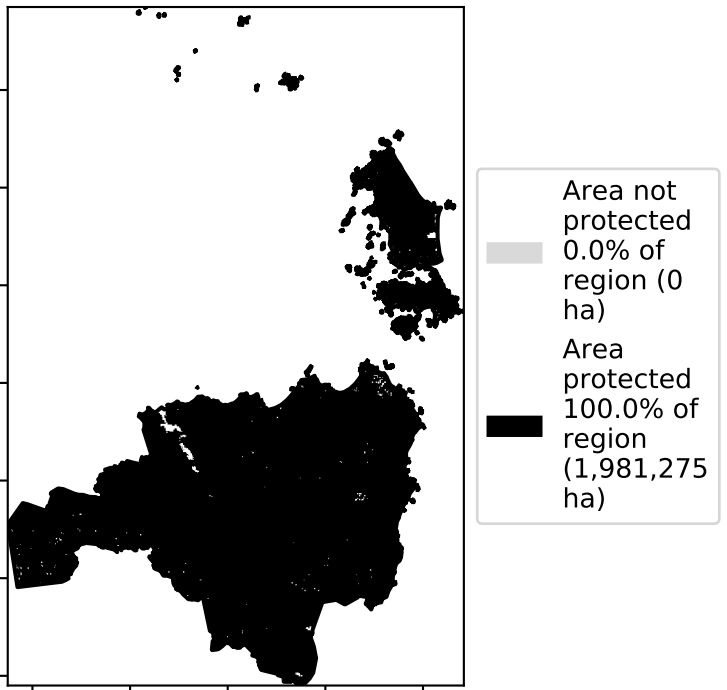 Area not
protected
0.0% of
region (0
ha)
Area
protected
100.0% of
region
(1,981,275
ha)